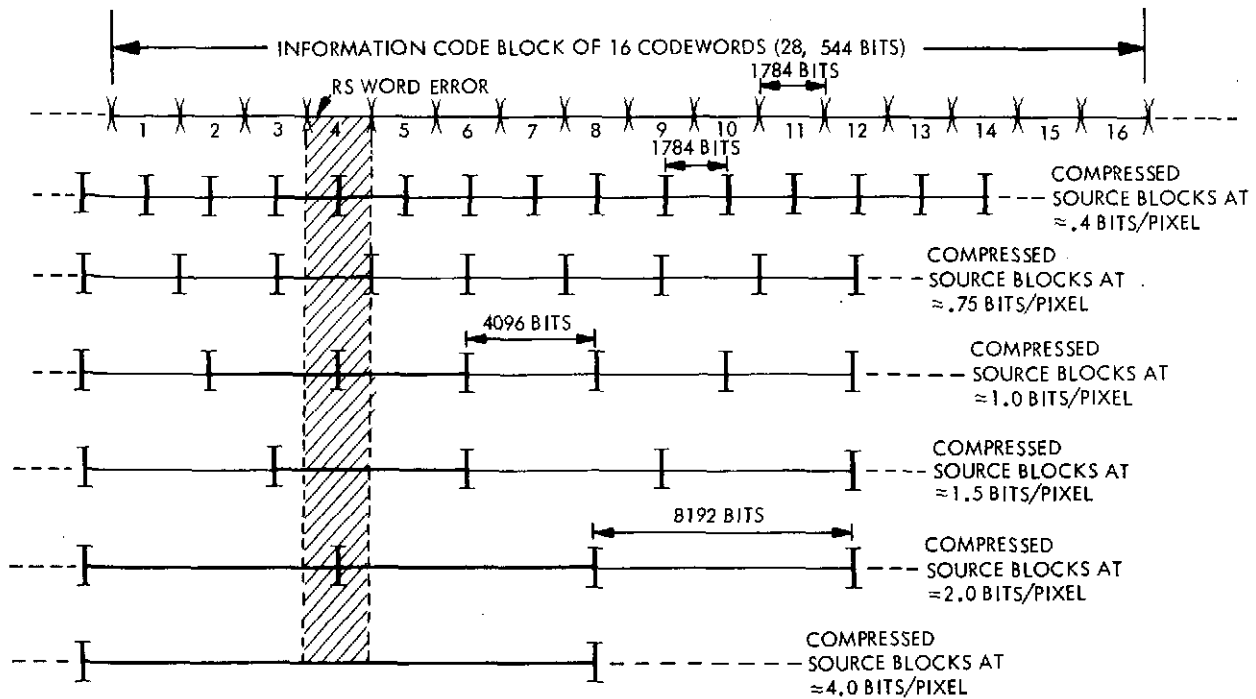 INFORMATION CODE BLOCK OF 16 CODEWORDS (28, 544 BITS)
RS WORD ERROR
1784 BITS
1 2 3 4 5 6 7 8 9 10 11 12 13 14 15 16
1784 BITS
COMPRESSED
SOURCE BLOCKS AT
≈.4 BITS/PIXEL
COMPRESSED
SOURCE BLOCKS AT
≈.75 BITS/PIXEL
4096 BITS
COMPRESSED
SOURCE BLOCKS AT
≈1.0 BITS/PIXEL
COMPRESSED
SOURCE BLOCKS AT
≈1.5 BITS/PIXEL
8192 BITS
COMPRESSED
SOURCE BLOCKS AT
≈2.0 BITS/PIXEL
COMPRESSED
SOURCE BLOCKS AT
≈4.0 BITS/PIXEL